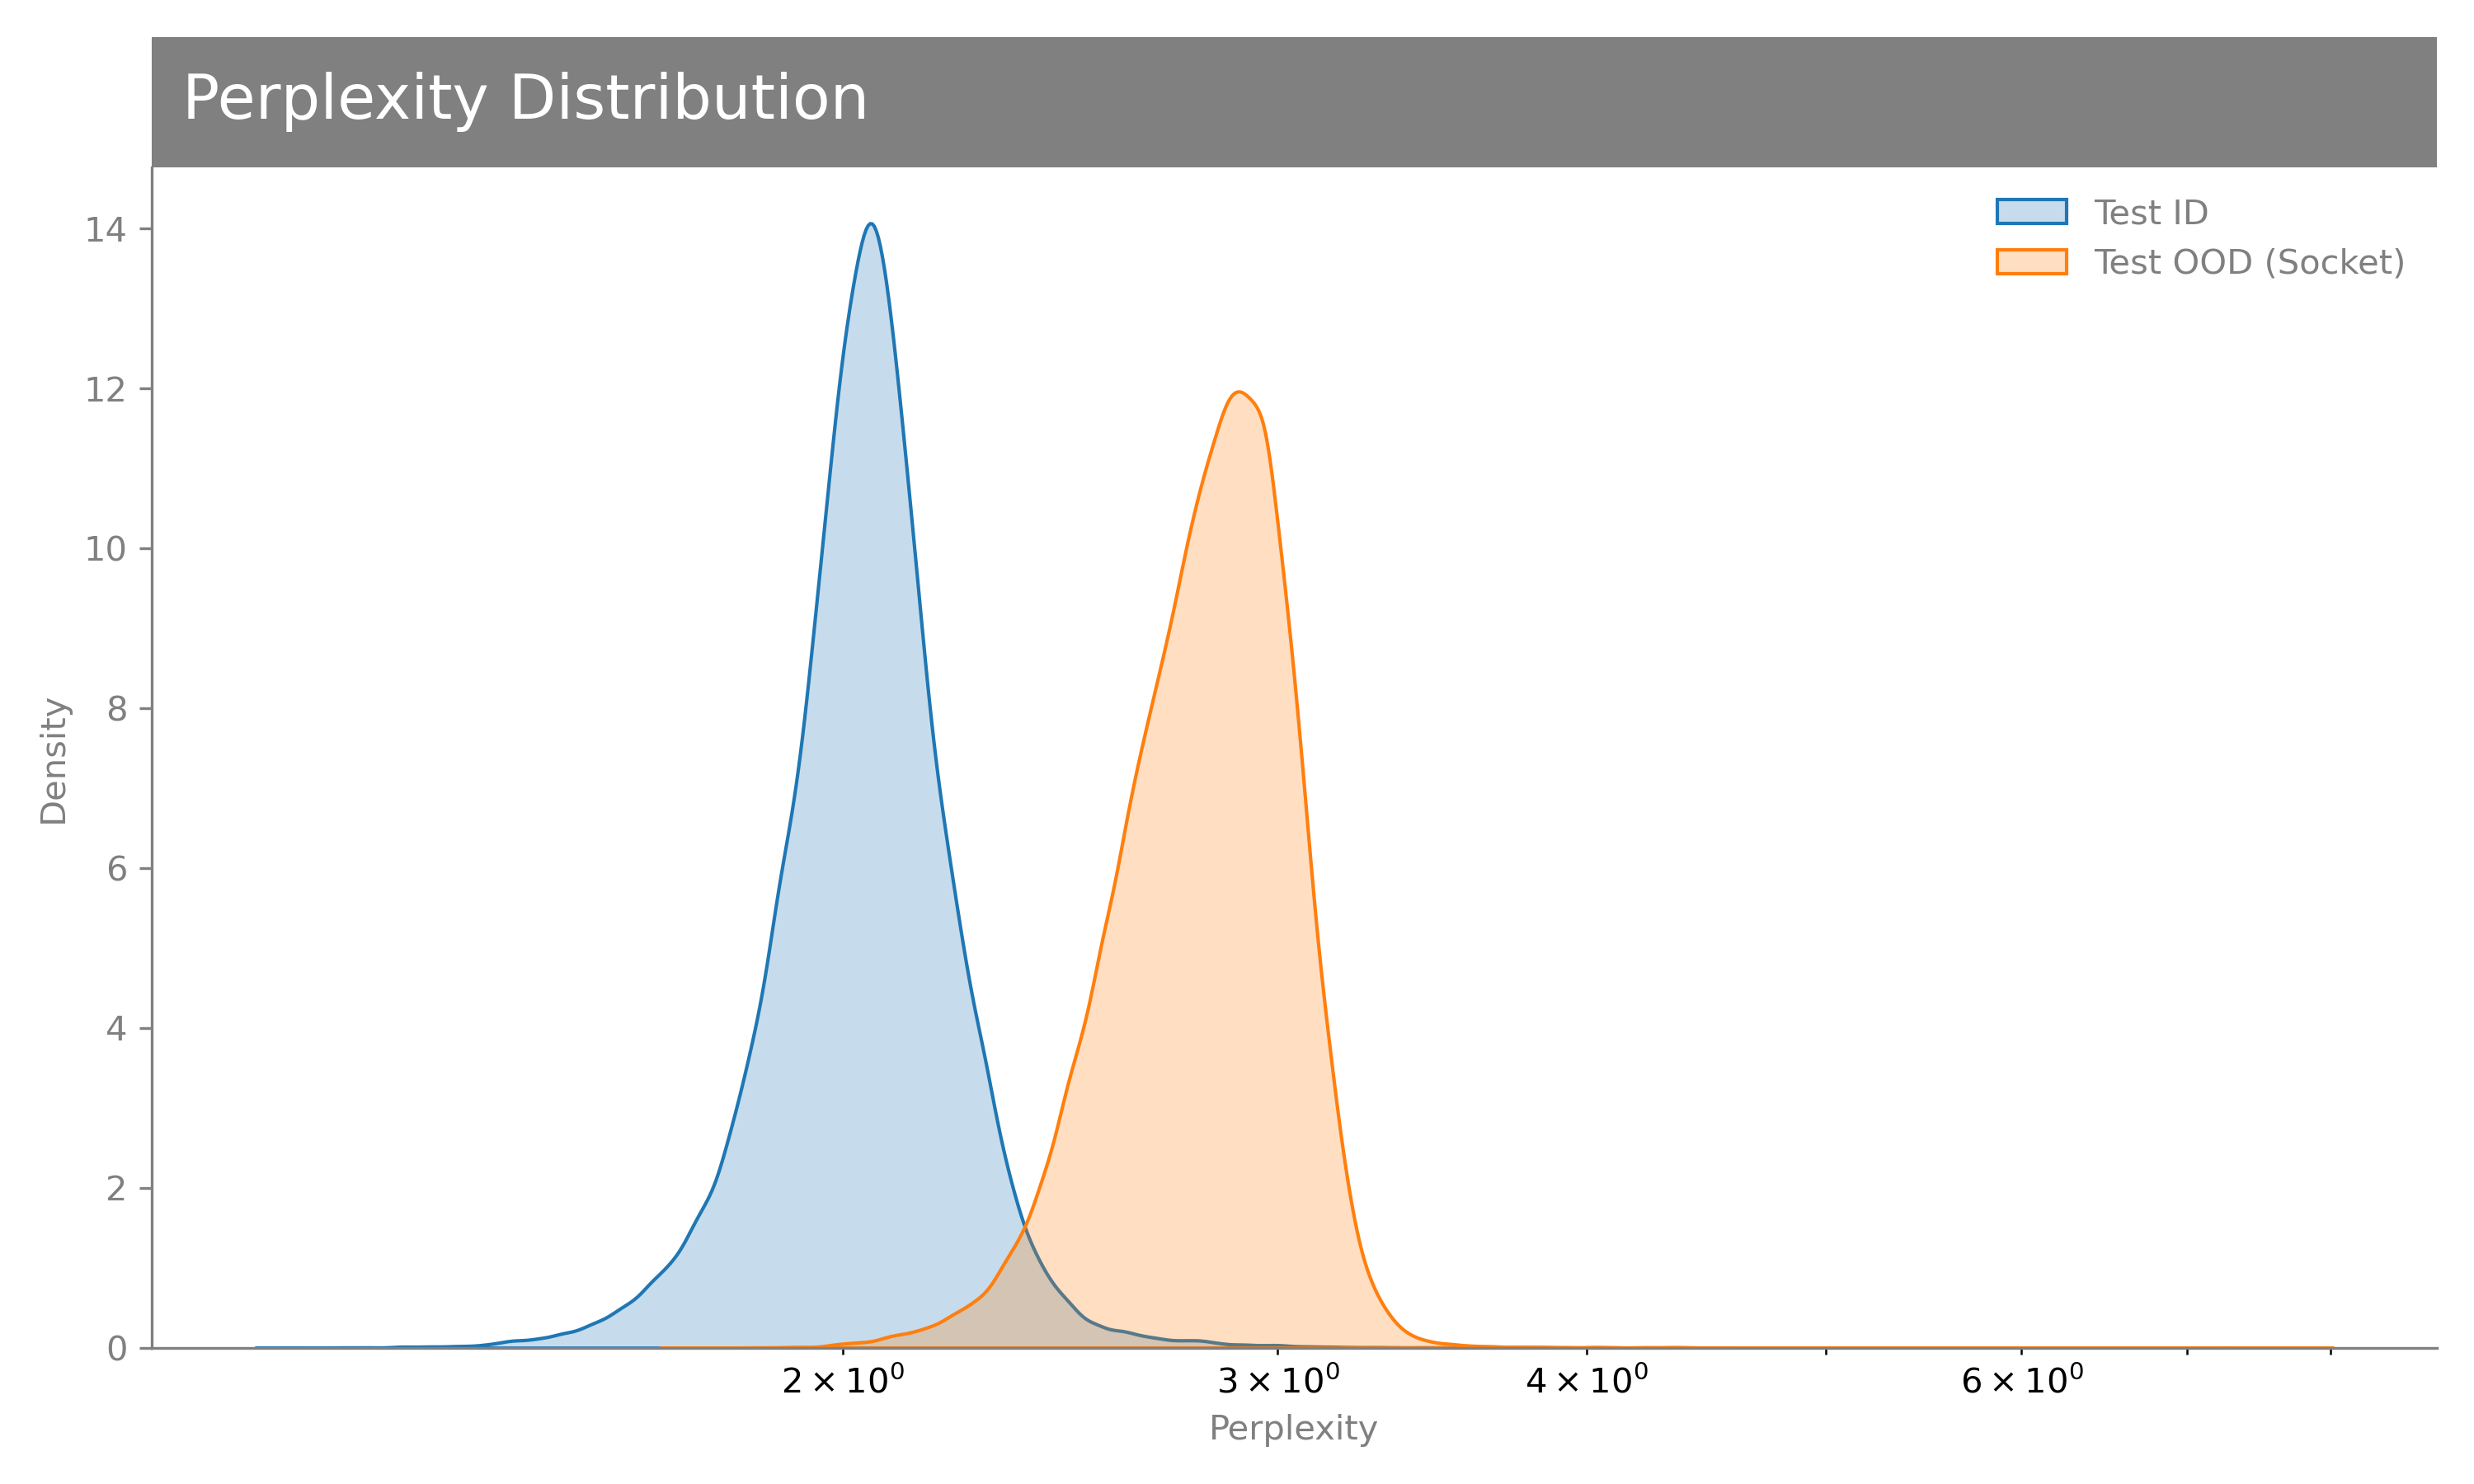 Perplexity Distribution
Test ID
Test OOD (Socket)
14
12
10
8
6
4
2
0
Density
2 × 10⁰
3 × 10⁰
4 × 10⁰
6 × 10⁰
Perplexity